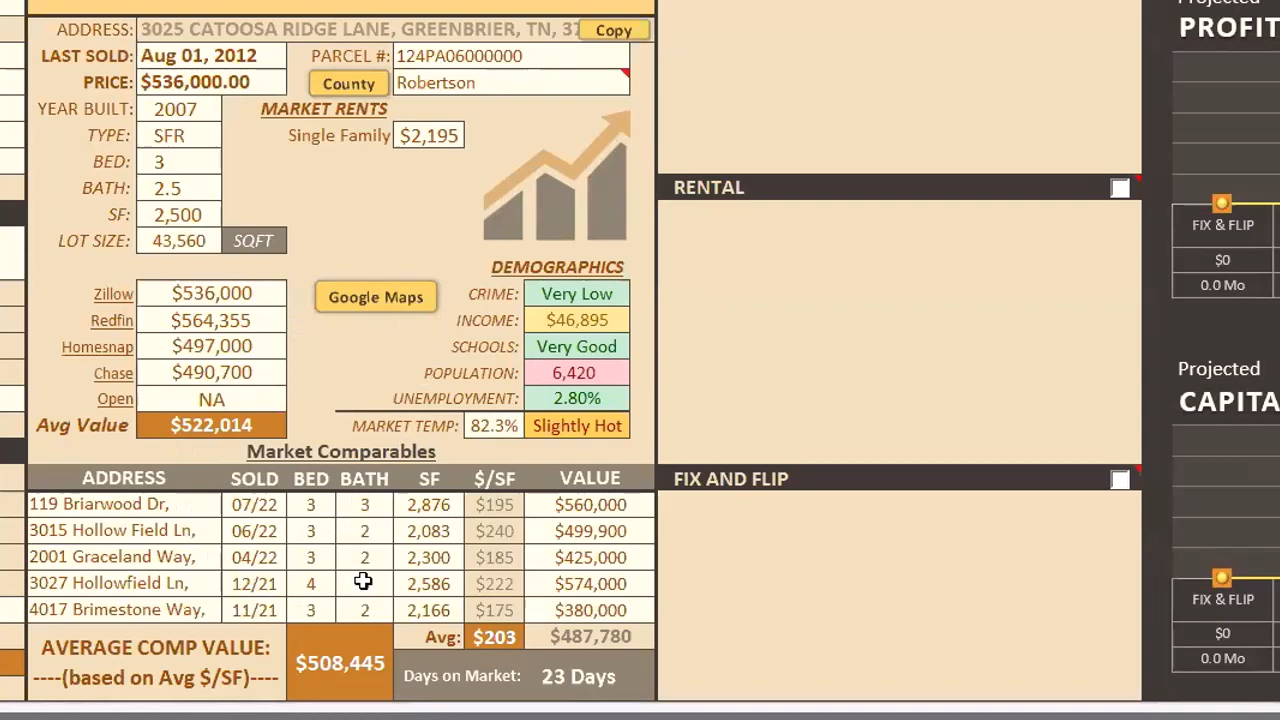 ADDRESS: 3025 CATOOSA RIDGE LANE, GREENBRIER, TN, Copy
LAST SOLD: Aug 01, 2012 PARCEL #: 124PA06000000
PRICE: $536,000.00 County Robertson
YEAR BUILT: 2007 MARKET RENTS
TYPE: SFR Single Family $2,195
BED: 3
BATH: 2.5
SF: 2,500
LOT SIZE: 43,560 SQFT
DEMOGRAPHICS
Zillow $536,000 Google Maps CRIME: Very Low
Redfin $564,355 INCOME: $46,895
Homesnap $497,000 SCHOOLS: Very Good
Chase $490,700 POPULATION: 6,420
Open NA UNEMPLOYMENT: 2.80%
Avg Value $522,014 MARKET TEMP: 82.3% Slightly Hot
Market Comparables
ADDRESS SOLD BED BATH SF $/SF VALUE
119 Briarwood Dr, 07/22 3 3 2,876 $195 $560,000
3015 Hollow Field Ln, 06/22 3 2 2,083 $240 $499,900
2001 Graceland Way, 04/22 3 2 2,300 $185 $425,000
3027 Hollowfield Ln, 12/21 4 2,586 $222 $574,000
4017 Brimestone Way, 11/21 3 2 2,166 $175 $380,000
AVERAGE COMP VALUE: Avg: $203 $487,780
----(based on Avg $/SF)---- $508,445 Days on Market: 23 Days
RENTAL
FIX AND FLIP
Projected
PROFIT
FIX & FLIP
$0
0.0 Mo
Projected
CAPITA
FIX & FLIP
$0
0.0 Mo